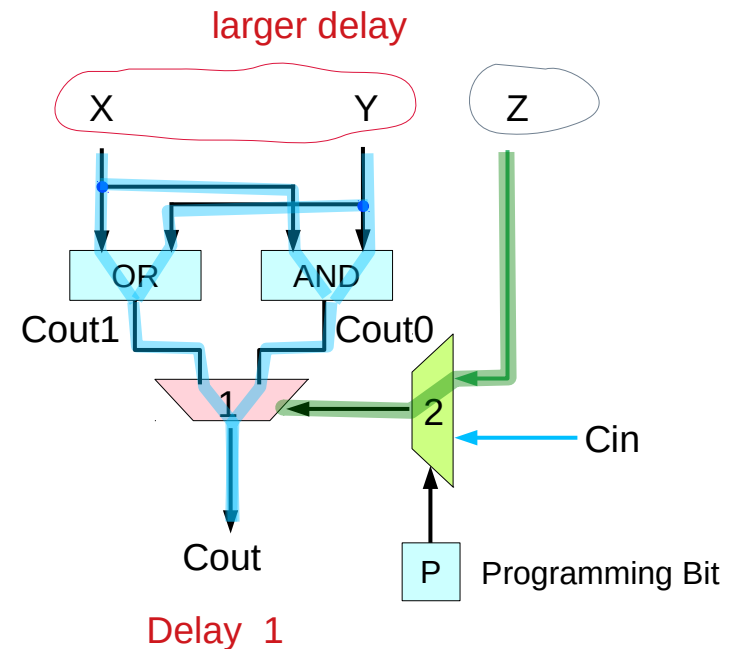 larger delay
X Y Z
OR AND
Cout1 Cout0
1 2
Cin
Cout
P Programming Bit
Delay 1